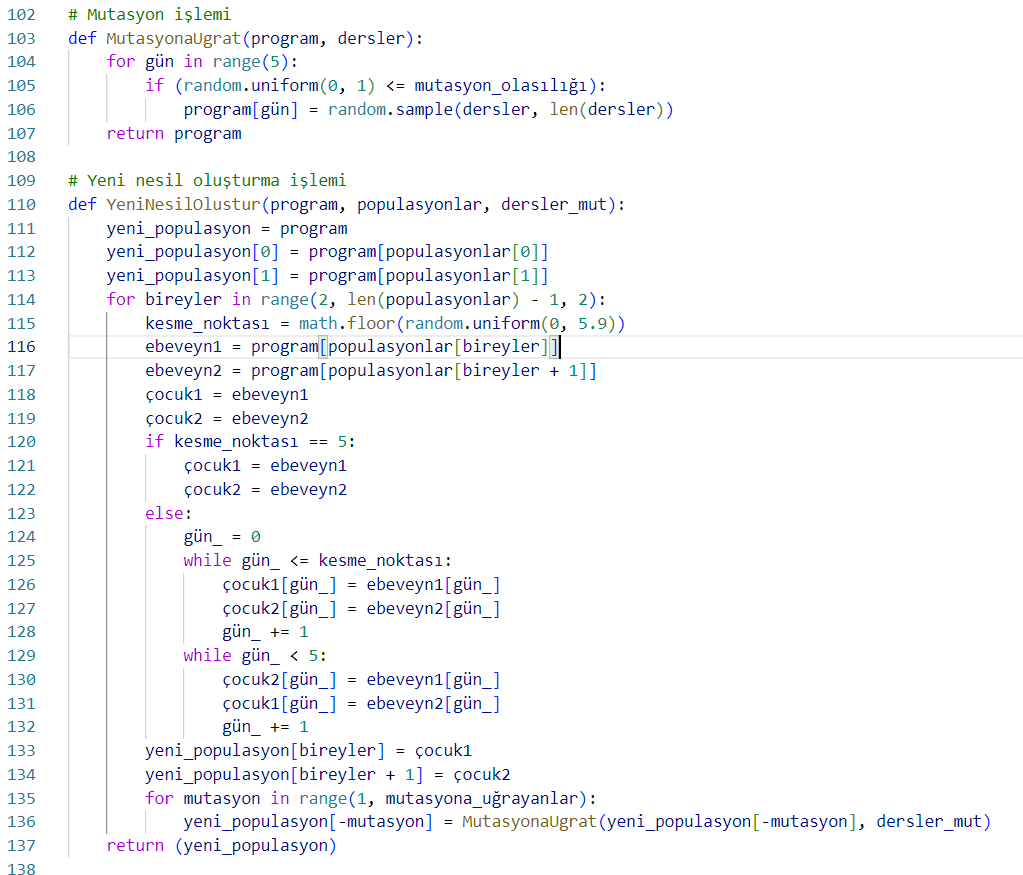 102 # Mutasyon işlemi
103 def MutasyonaUgrat(program, dersler):
104     for gün in range(5):
105         if (random.uniform(0, 1) <= mutasyon_olasılığı):
106             program[gün] = random.sample(dersler, len(dersler))
107     return program
108
109 # Yeni nesil oluşturma işlemi
110 def YeniNesilOlustur(program, populasyonlar, dersler_mut):
111     yeni_populasyon = program
112     yeni_populasyon[0] = program[populasyonlar[0]]
113     yeni_populasyon[1] = program[populasyonlar[1]]
114     for bireyler in range(2, len(populasyonlar) - 1, 2):
115         kesme_noktası = math.floor(random.uniform(0, 5.9))
116         ebeveyn1 = program[populasyonlar[bireyler]]
117         ebeveyn2 = program[populasyonlar[bireyler + 1]]
118         çocuk1 = ebeveyn1
119         çocuk2 = ebeveyn2
120         if kesme_noktası == 5:
121             çocuk1 = ebeveyn1
122             çocuk2 = ebeveyn2
123         else:
124             gün_ = 0
125             while gün_ <= kesme_noktası:
126                 çocuk1[gün_] = ebeveyn1[gün_]
127                 çocuk2[gün_] = ebeveyn2[gün_]
128                 gün_ += 1
129             while gün_ < 5:
130                 çocuk2[gün_] = ebeveyn1[gün_]
131                 çocuk1[gün_] = ebeveyn2[gün_]
132                 gün_ += 1
133         yeni_populasyon[bireyler] = çocuk1
134         yeni_populasyon[bireyler + 1] = çocuk2
135         for mutasyon in range(1, mutasyona_uğrayanlar):
136             yeni_populasyon[-mutasyon] = MutasyonaUgrat(yeni_populasyon[-mutasyon], dersler_mut)
137     return (yeni_populasyon)
138